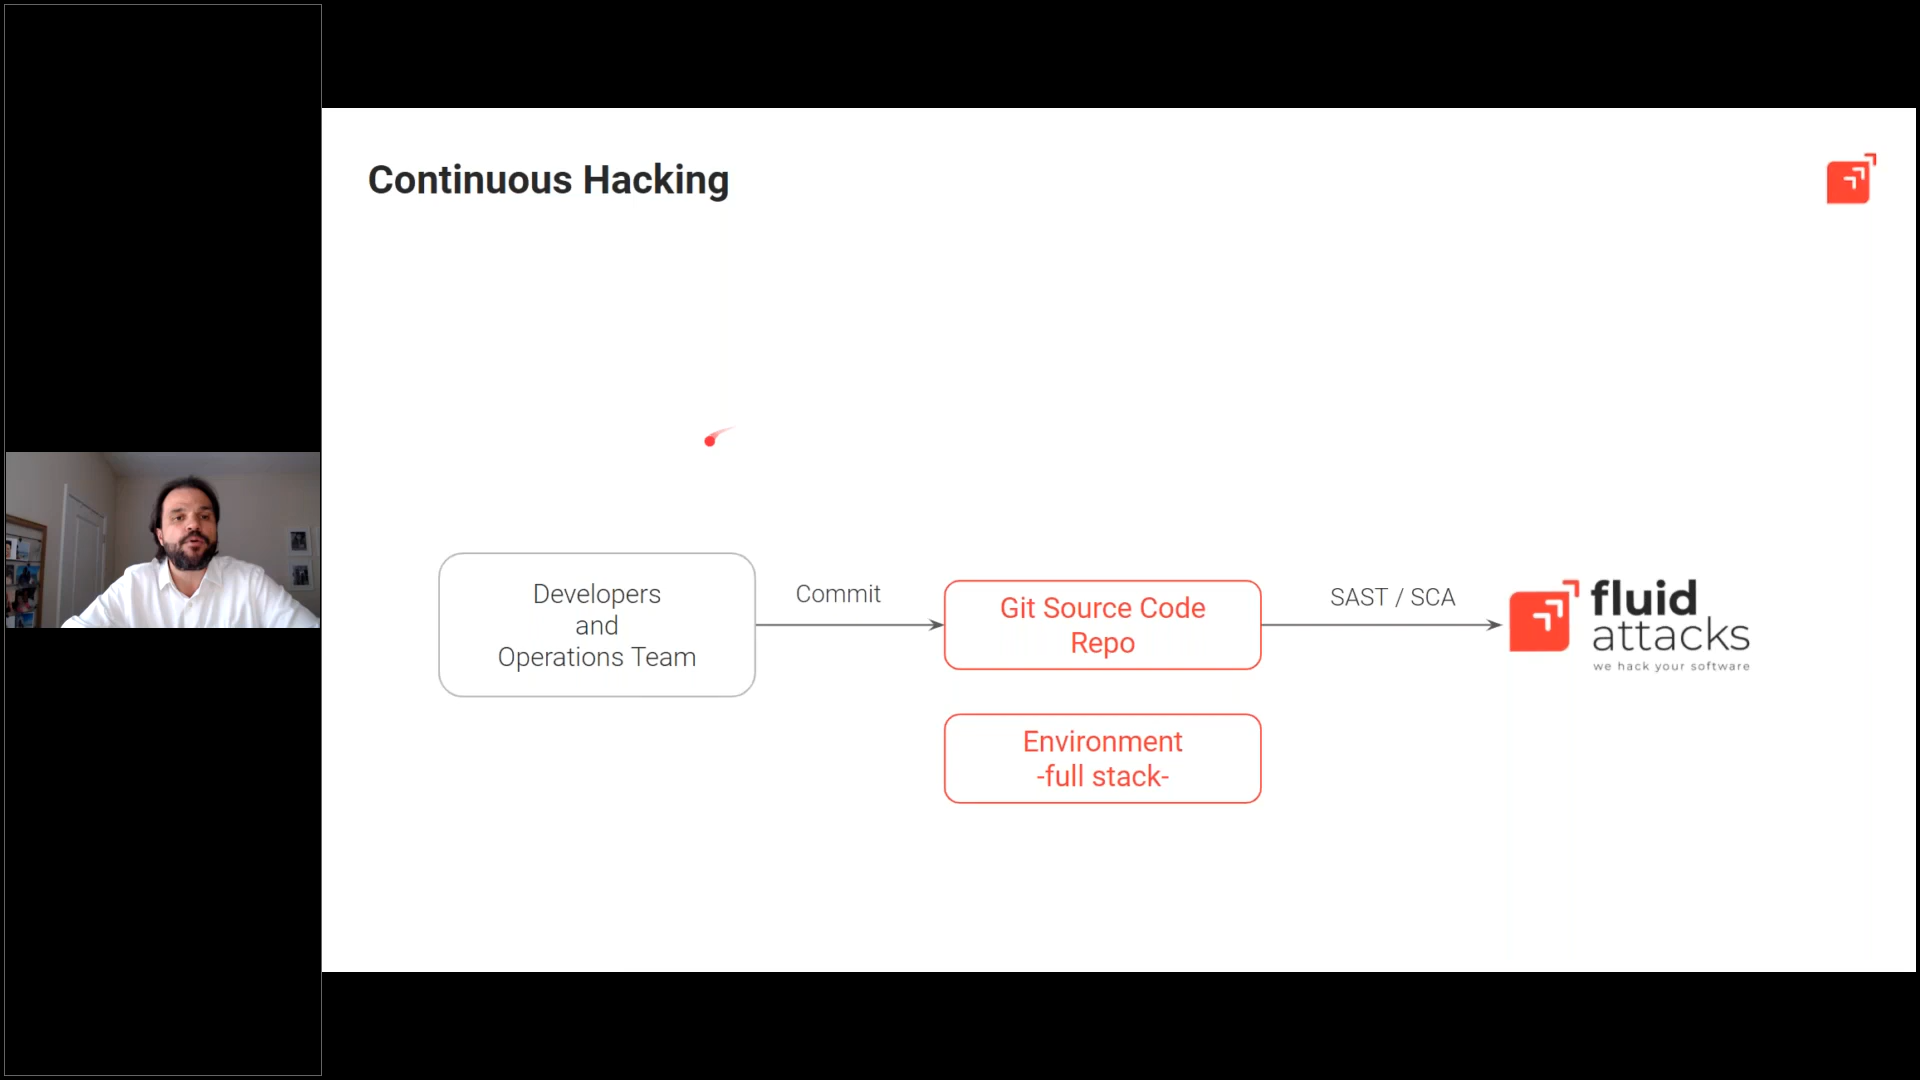 Continuous Hacking
Developers
and
Operations Team
Commit
Git Source Code
Repo
SAST / SCA
fluid
attacks
we hack your software
Environment
-full stack-